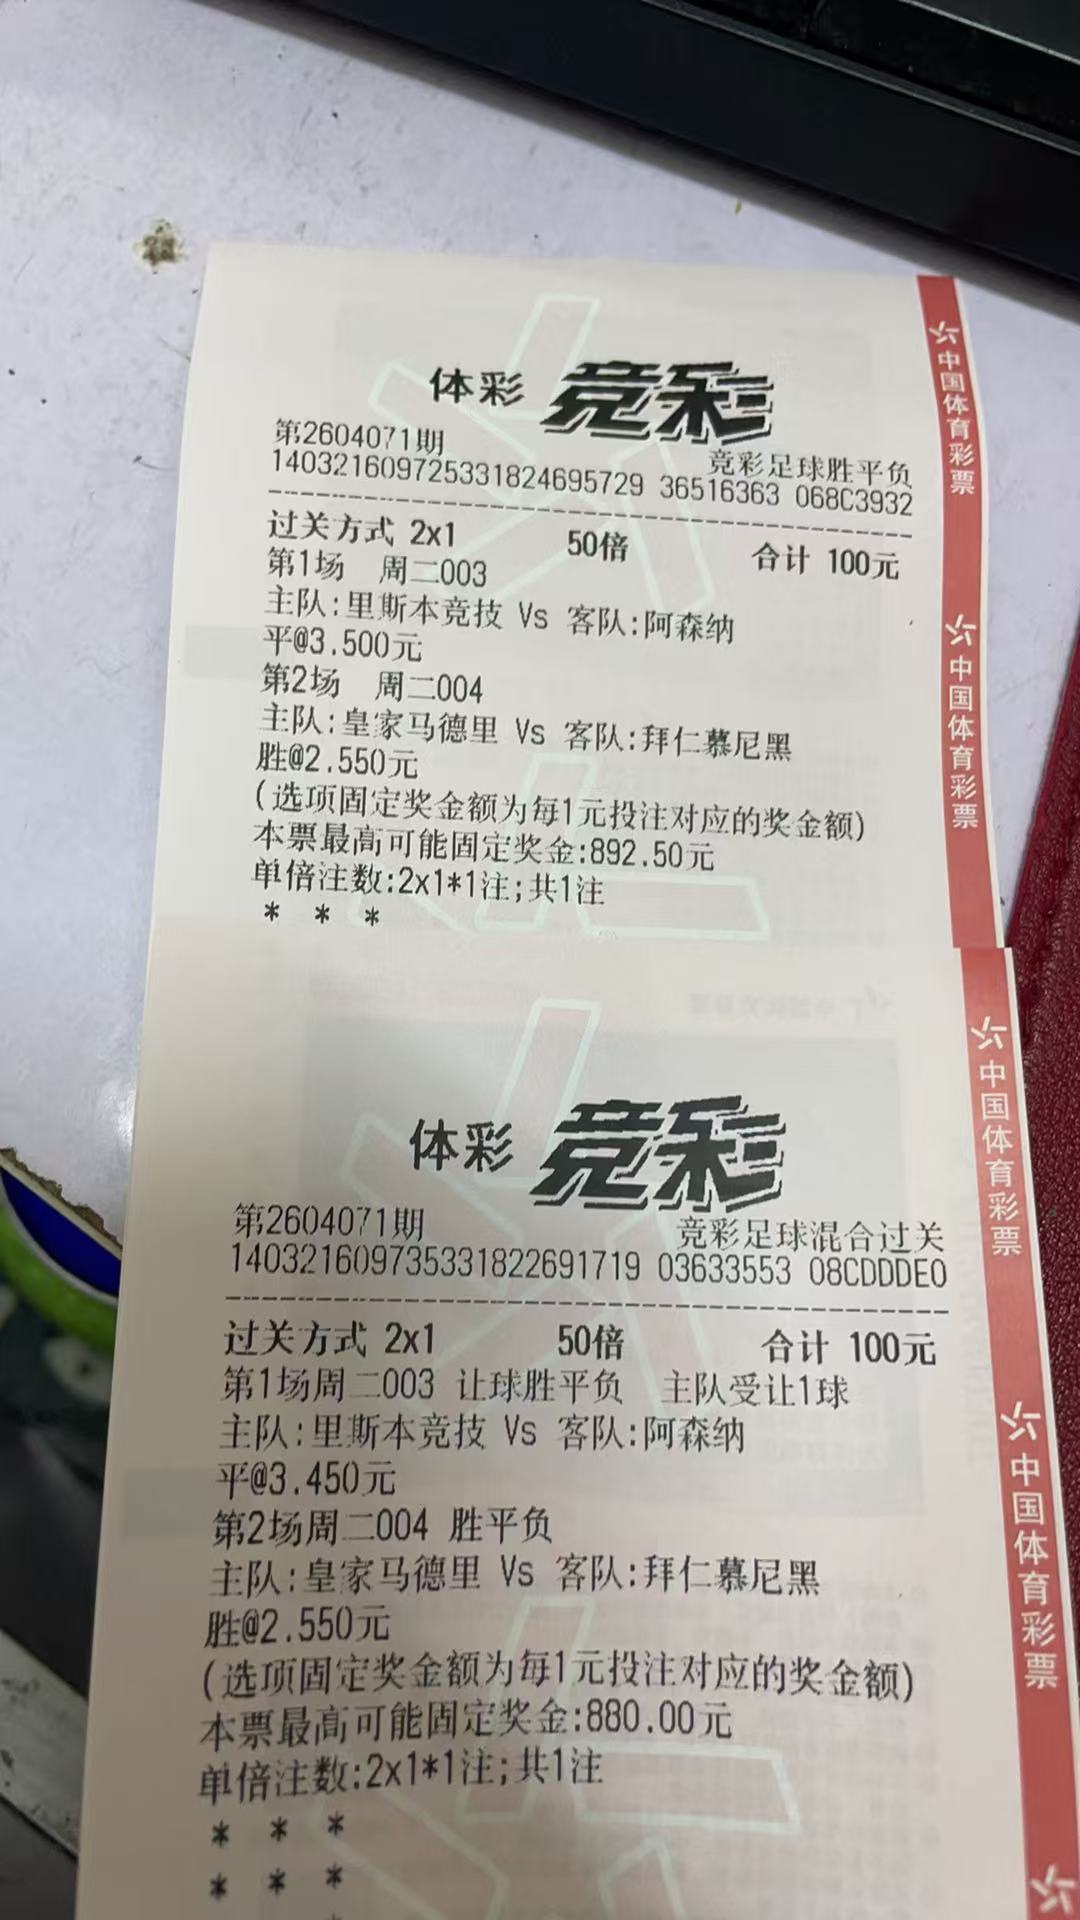 体彩 竞彩
第2604071期
竞彩足球胜平负
140321609725331824695729 36516363 068C3932
过关方式 2x1 50倍 合计 100元
第1场 周二003
主队:里斯本竞技 Vs 客队:阿森纳
平@3.500元
第2场 周二004
主队:皇家马德里 Vs 客队:拜仁慕尼黑
胜@2.550元
(选项固定奖金额为每1元投注对应的奖金额)
本票最高可能固定奖金:892.50元
单倍注数:2x1*1注;共1注
* * *
中国体育彩票
中国体育彩票
体彩 竞彩
第2604071期
竞彩足球混合过关
140321609735331822691719 03633553 08CDDDE0
过关方式 2x1 50倍 合计 100元
第1场周二003 让球胜平负 主队受让1球
主队:里斯本竞技 Vs 客队:阿森纳
平@3.450元
第2场周二004 胜平负
主队:皇家马德里 Vs 客队:拜仁慕尼黑
胜@2.550元
(选项固定奖金额为每1元投注对应的奖金额)
本票最高可能固定奖金:880.00元
单倍注数:2x1*1注;共1注
* * *
* * *
中国体育彩票
中国体育彩票